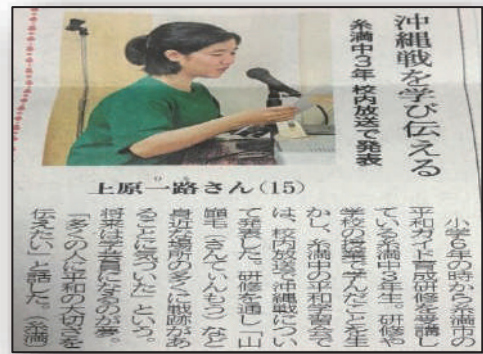 沖縄戦を学び伝える
糸満中3年 校内放送で発表
上原一路さん(15)
小学6年の時から糸満市の
平和ガイド育成研修を受講し
ている糸満中3年生。研修や
学校の授業で学んだことを生
かし、糸満中の平和学習会で
は、校内放送で沖縄戦につい
て発表した。研修を通し「山
巓毛(さんてぃんもう)など
身近な場所の多くに戦跡があ
ることに気づいた」という。
将来は学芸員になるのが夢。
「多くの人に平和の大切さを
伝えたい」と話した。(糸満